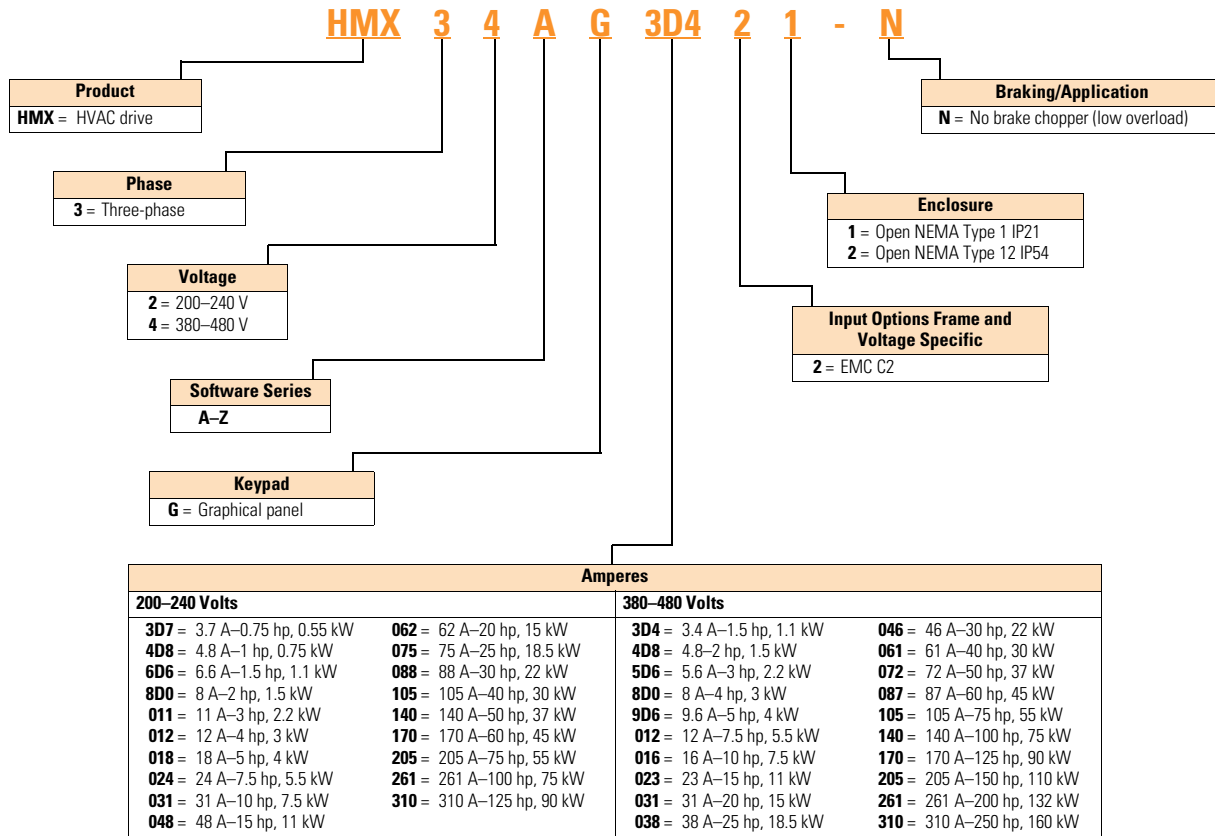 HMX 3 4 A G 3D4 2 1 - N
Product
HMX = HVAC drive
Braking/Application
N = No brake chopper (low overload)
Phase
3 = Three-phase
Enclosure
1 = Open NEMA Type 1 IP21
2 = Open NEMA Type 12 IP54
Voltage
2 = 200–240 V
4 = 380–480 V
Input Options Frame and
Voltage Specific
2 = EMC C2
Software Series
A–Z
Keypad
G = Graphical panel
Amperes
200–240 Volts
3D7 = 3.7 A–0.75 hp, 0.55 kW
4D8 = 4.8 A–1 hp, 0.75 kW
6D6 = 6.6 A–1.5 hp, 1.1 kW
8D0 = 8 A–2 hp, 1.5 kW
011 = 11 A–3 hp, 2.2 kW
012 = 12 A–4 hp, 3 kW
018 = 18 A–5 hp, 4 kW
024 = 24 A–7.5 hp, 5.5 kW
031 = 31 A–10 hp, 7.5 kW
048 = 48 A–15 hp, 11 kW
062 = 62 A–20 hp, 15 kW
075 = 75 A–25 hp, 18.5 kW
088 = 88 A–30 hp, 22 kW
105 = 105 A–40 hp, 30 kW
140 = 140 A–50 hp, 37 kW
170 = 170 A–60 hp, 45 kW
205 = 205 A–75 hp, 55 kW
261 = 261 A–100 hp, 75 kW
310 = 310 A–125 hp, 90 kW
380–480 Volts
3D4 = 3.4 A–1.5 hp, 1.1 kW
4D8 = 4.8–2 hp, 1.5 kW
5D6 = 5.6 A–3 hp, 2.2 kW
8D0 = 8 A–4 hp, 3 kW
9D6 = 9.6 A–5 hp, 4 kW
012 = 12 A–7.5 hp, 5.5 kW
016 = 16 A–10 hp, 7.5 kW
023 = 23 A–15 hp, 11 kW
031 = 31 A–20 hp, 15 kW
038 = 38 A–25 hp, 18.5 kW
046 = 46 A–30 hp, 22 kW
061 = 61 A–40 hp, 30 kW
072 = 72 A–50 hp, 37 kW
087 = 87 A–60 hp, 45 kW
105 = 105 A–75 hp, 55 kW
140 = 140 A–100 hp, 75 kW
170 = 170 A–125 hp, 90 kW
205 = 205 A–150 hp, 110 kW
261 = 261 A–200 hp, 132 kW
310 = 310 A–250 hp, 160 kW